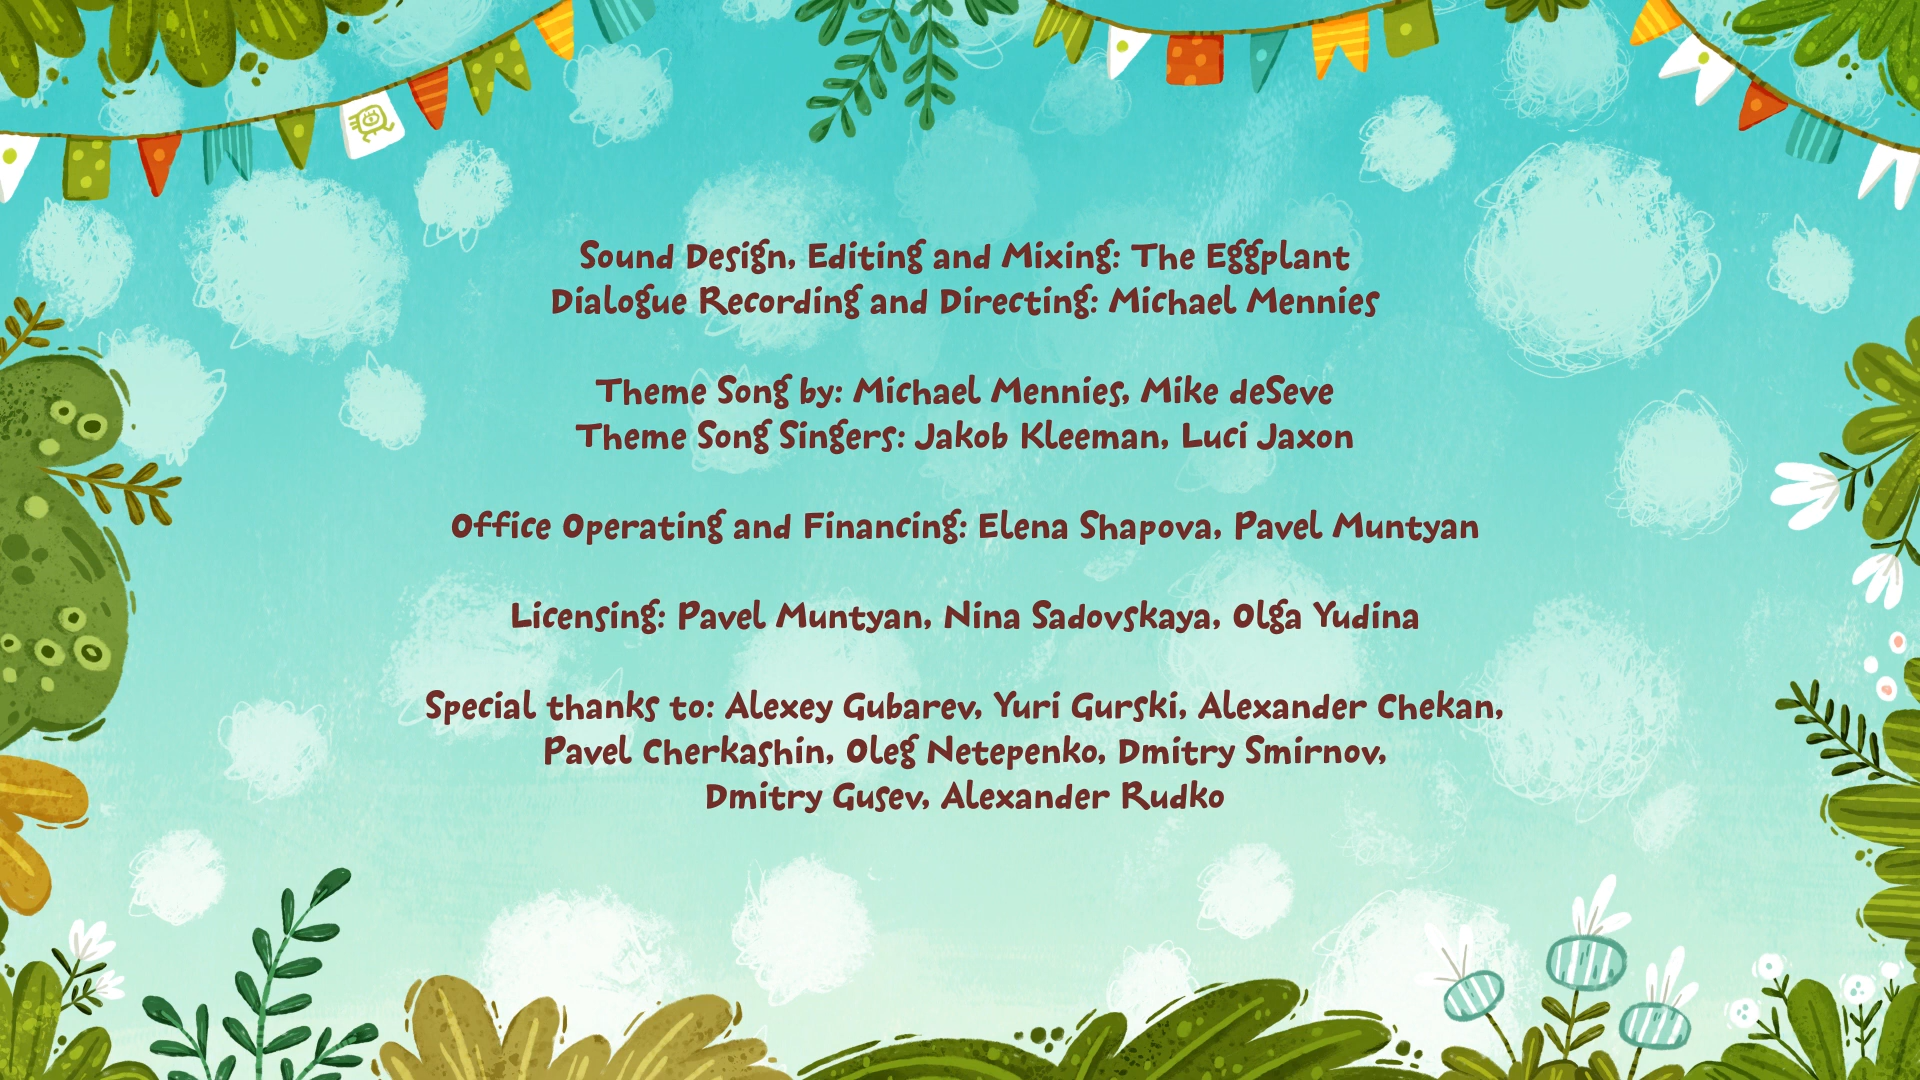 Sound Design, Editing and Mixing: The Eggplant
Dialogue Recording and Directing: Michael Mennies
Theme Song by: Michael Mennies, Mike deSeve
Theme Song Singers: Jakob Kleeman, Luci Jaxon
Office Operating and Financing: Elena Shapova, Pavel Muntyan
Licensing: Pavel Muntyan, Nina Sadovskaya, Olga Yudina
Special thanks to: Alexey Gubarev, Yuri Gurski, Alexander Chekan,
Pavel Cherkashin, Oleg Netepenko, Dmitry Smirnov,
Dmitry Gusev, Alexander Rudko